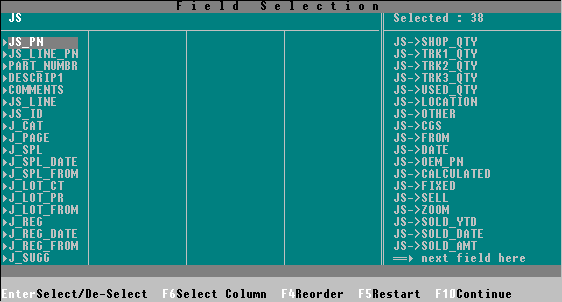 Field Selection
JS
Selected : 38
JS_PN
JS_LINE_PN
PART_NUMBR
DESCRIP1
COMMENTS
JS_LINE
JS_ID
J_CAT
J_PAGE
J_SPL
J_SPL_DATE
J_SPL_FROM
J_LOT_CT
J_LOT_PR
J_LOT_FROM
J_REG
J_REG_DATE
J_REG_FROM
J_SUGG
JS->SHOP_QTY
JS->TRK1_QTY
JS->TRK2_QTY
JS->TRK3_QTY
JS->USED_QTY
JS->LOCATION
JS->OTHER
JS->CGS
JS->FROM
JS->DATE
JS->OEM_PN
JS->CALCULATED
JS->FIXED
JS->SELL
JS->ZOOM
JS->SOLD_YTD
JS->SOLD_DATE
JS->SOLD_AMT
next field here
Enter Select/De-Select F6 Select Column F4 Reorder F5 Restart F10 Continue